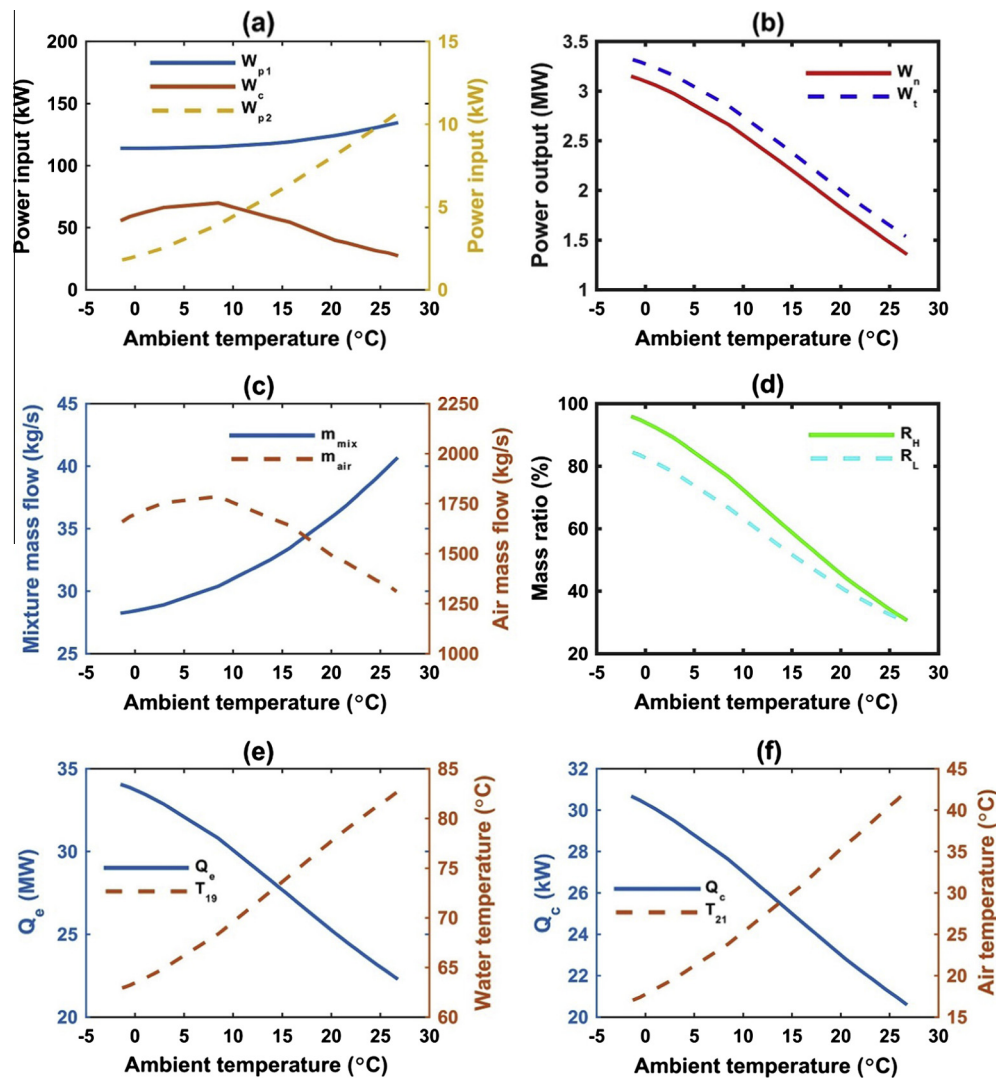 (a)
200
150
100
50
0
Power input (kW)
W_p1
W_c
W_p2
15
10
5
0
Power input (kW)
-5 0 5 10 15 20 25 30
Ambient temperature (°C)
(b)
3.5
3
2.5
2
1.5
1
Power output (MW)
W_n
W_t
-5 0 5 10 15 20 25 30
Ambient temperature (°C)
(c)
45
40
35
30
25
Mixture mass flow (kg/s)
m_mix
m_air
2250
2000
1750
1500
1250
1000
Air mass flow (kg/s)
-5 0 5 10 15 20 25 30
Ambient temperature (°C)
(d)
100
80
60
40
20
Mass ratio (%)
R_H
R_L
-5 0 5 10 15 20 25 30
Ambient temperature (°C)
(e)
35
30
25
20
Q_e (MW)
Q_e
T_19
85
80
75
70
65
60
Water temperature (°C)
-5 0 5 10 15 20 25 30
Ambient temperature (°C)
(f)
32
30
28
26
24
22
20
Q_c (kW)
Q_c
T_21
45
40
35
30
25
20
15
Air temperature (°C)
-5 0 5 10 15 20 25 30
Ambient temperature (°C)